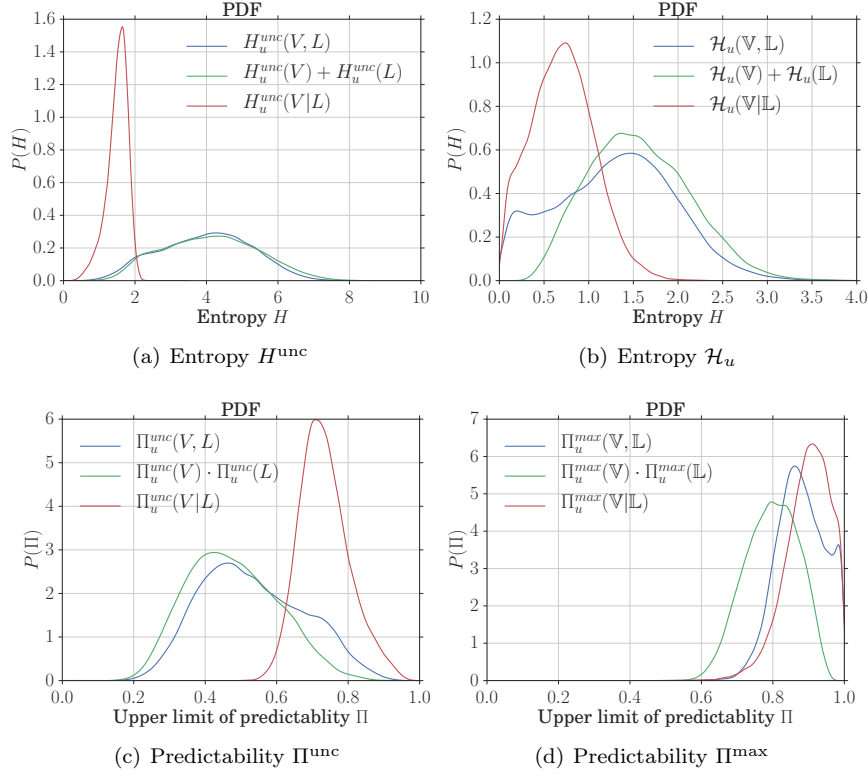 PDF
1.6
1.4
1.2
1.0
0.8
0.6
0.4
0.2
0.0
P(H)
H_u^{unc}(V, L)
H_u^{unc}(V) + H_u^{unc}(L)
H_u^{unc}(V|L)
0 2 4 6 8 10
Entropy H
(a) Entropy H^{unc}
PDF
1.2
1.0
0.8
0.6
0.4
0.2
0.0
P(H)
ℋ_u(𝕍, 𝕃)
ℋ_u(𝕍) + ℋ_u(𝕃)
ℋ_u(𝕍|𝕃)
0.0 0.5 1.0 1.5 2.0 2.5 3.0 3.5 4.0
Entropy H
(b) Entropy ℋ_u
PDF
6
5
4
3
2
1
0
P(Π)
Π_u^{unc}(V, L)
Π_u^{unc}(V) · Π_u^{unc}(L)
Π_u^{unc}(V|L)
0.0 0.2 0.4 0.6 0.8 1.0
Upper limit of predictablity Π
(c) Predictability Π^{unc}
PDF
7
6
5
4
3
2
1
0
P(Π)
Π_u^{max}(𝕍, 𝕃)
Π_u^{max}(𝕍) · Π_u^{max}(𝕃)
Π_u^{max}(𝕍|𝕃)
0.0 0.2 0.4 0.6 0.8 1.0
Upper limit of predictablity Π
(d) Predictability Π^{max}